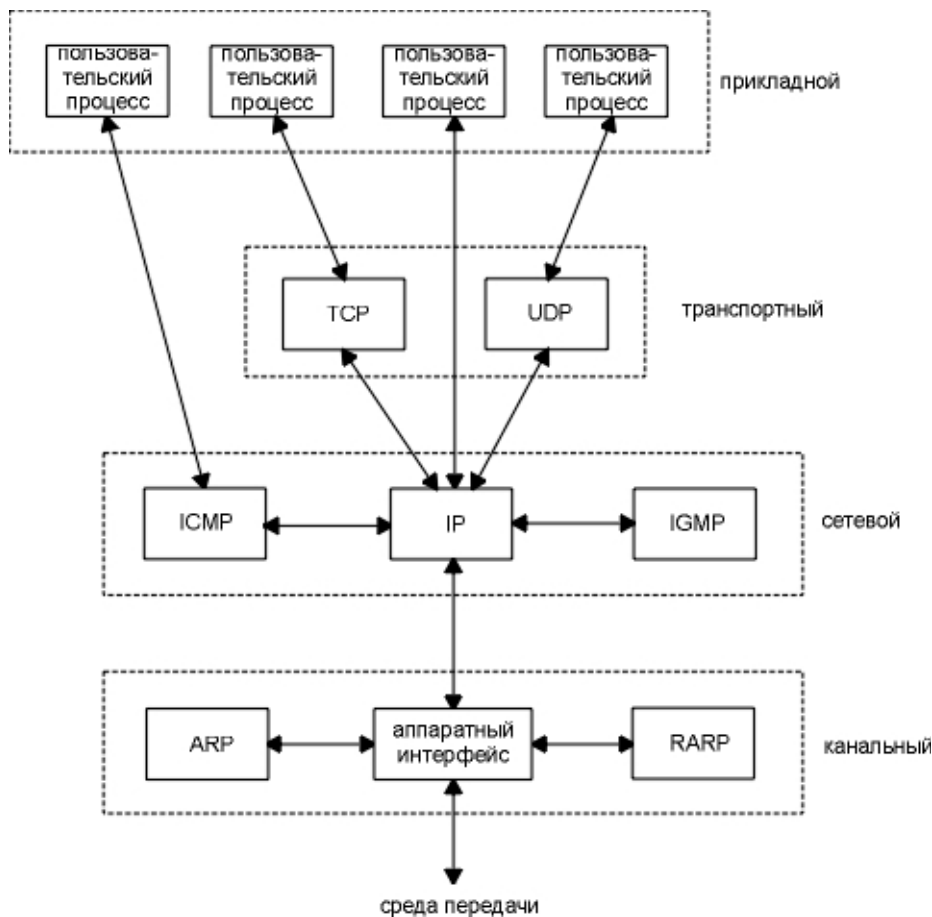 пользова-
тельский
процесс
пользова-
тельский
процесс
пользова-
тельский
процесс
пользова-
тельский
процесс
прикладной
TCP
UDP
транспортный
ICMP
IP
IGMP
сетевой
ARP
аппаратный
интерфейс
RARP
канальный
среда передачи